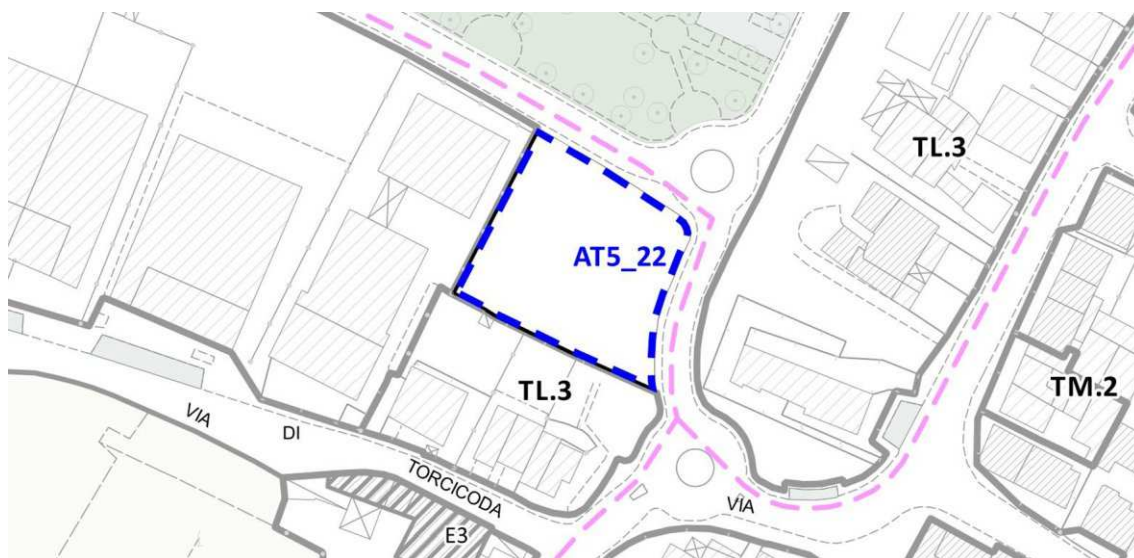 TL.3
AT5_22
TL.3
TM.2
VIA
DI
TORCICODA
VIA
E3